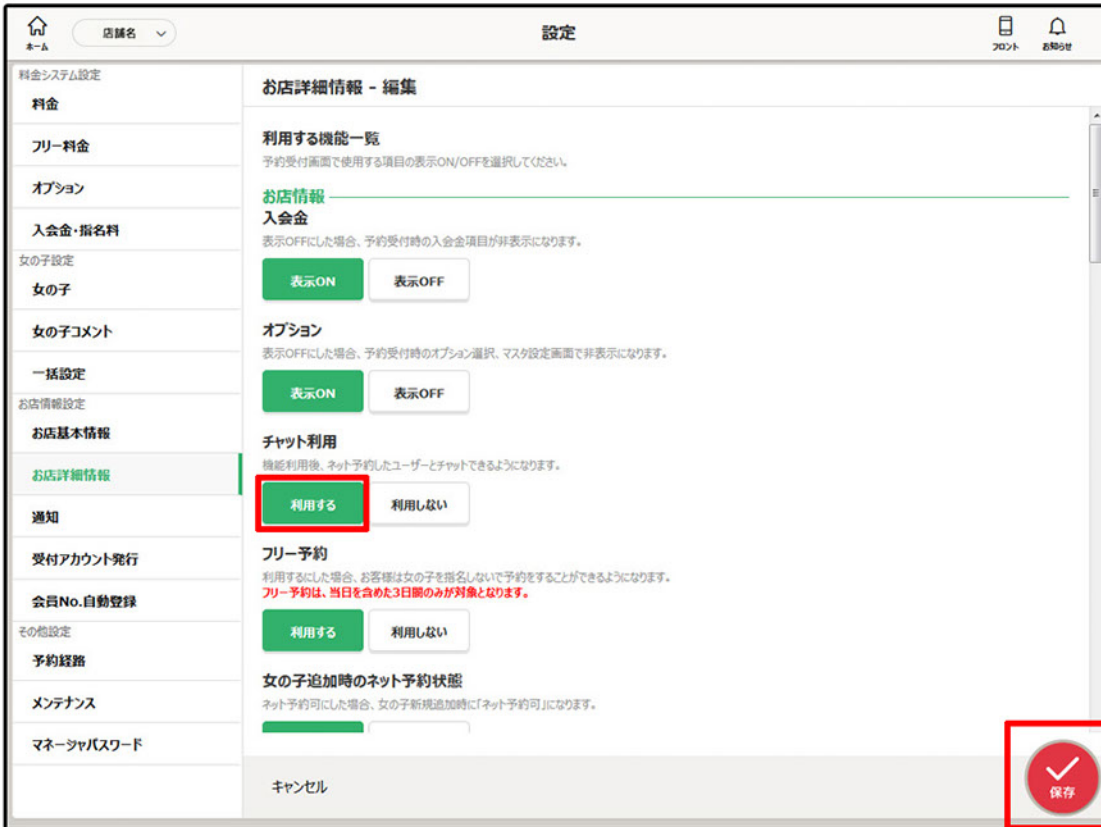 ホーム
店舗名
設定
フロント
お知らせ
料金システム設定
料金
フリー料金
オプション
入会金・指名料
女の子設定
女の子
女の子コメント
一括設定
お店情報設定
お店基本情報
お店詳細情報
通知
受付アカウント発行
会員No.自動登録
その他設定
予約経路
メンテナンス
マネージャパスワード
お店詳細情報 - 編集
利用する機能一覧
予約受付画面で使用する項目の表示ON/OFFを選択してください。
お店情報
入会金
表示OFFにした場合、予約受付時の入会金項目が非表示になります。
表示ON
表示OFF
オプション
表示OFFにした場合、予約受付時のオプション選択、マスタ設定画面で非表示になります。
表示ON
表示OFF
チャット利用
機能利用後、ネット予約したユーザーとチャットできるようになります。
利用する
利用しない
フリー予約
利用するにした場合、お客様は女の子を指名しないで予約をすることができるようになります。
フリー予約は、当日を含めた3日間のみが対象となります。
利用する
利用しない
女の子追加時のネット予約状態
ネット予約可にした場合、女の子新規追加時に「ネット予約可」になります。
キャンセル
保存